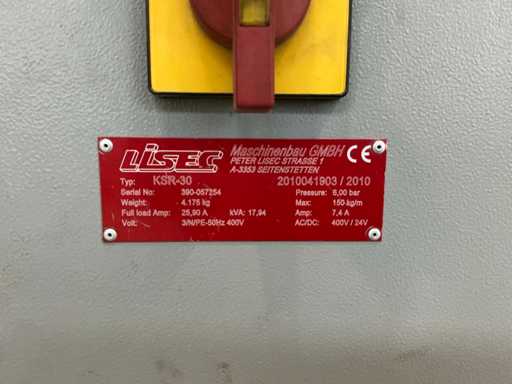 LiSEC Maschinenbau GMBH CE
PETER LISEC STRASSE 1
A-3353 SEITENSTETTEN
Typ: KSR-30 2010041903 / 2010
Serial No: 390-057254 Pressure: 6,00 bar
Weight: 4.175 kg Max: 150 kg/m
Full load Amp: 25,90 A kVA: 17,94 Amp: 7,4 A
Volt: 3/N/PE-50Hz 400V AC/DC: 400V / 24V